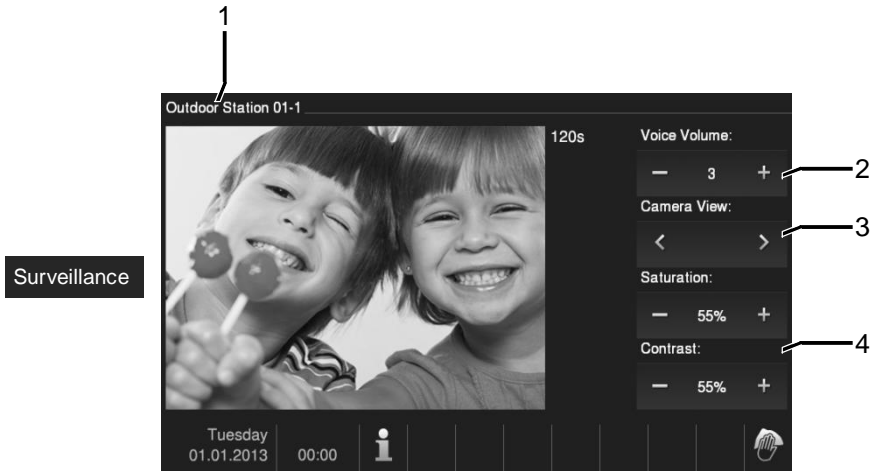 1
Outdoor Station 01-1
120s
Voice Volume:
3
2
Camera View:
3
Surveillance
Saturation:
55%
Contrast:
4
55%
Tuesday
01.01.2013
00:00